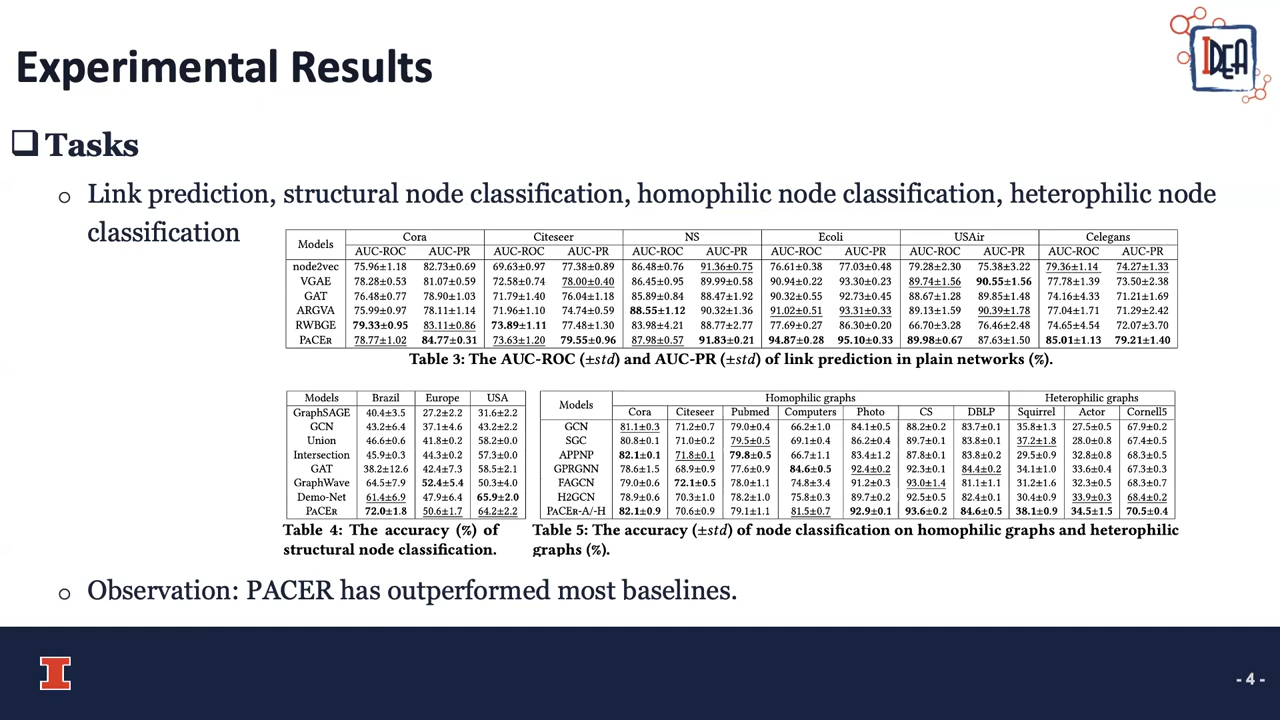 Experimental Results
IDEA
❑ Tasks
○ Link prediction, structural node classification, homophilic node classification, heterophilic node
classification
Models Cora Citeseer NS Ecoli USAir Celegans
AUC-ROC AUC-PR AUC-ROC AUC-PR AUC-ROC AUC-PR AUC-ROC AUC-PR AUC-ROC AUC-PR AUC-ROC AUC-PR
node2vec 75.96±1.18 82.73±0.69 69.63±0.97 77.38±0.89 86.48±0.76 91.36±0.75 76.61±0.38 77.03±0.48 79.28±2.30 75.38±3.22 79.36±1.14 74.27±1.33
VGAE 78.28±0.53 81.07±0.59 72.58±0.74 78.00±0.40 86.45±0.95 89.99±0.58 90.94±0.22 93.30±0.23 89.74±1.56 90.55±1.56 77.78±1.39 73.50±2.38
GAT 76.48±0.77 78.90±1.03 71.79±1.40 76.04±1.18 85.89±0.84 88.47±1.92 90.32±0.55 92.73±0.45 88.67±1.28 89.85±1.48 74.16±4.33 71.21±1.69
ARGVA 75.99±0.97 78.11±1.14 71.96±1.10 74.74±0.59 88.55±1.12 90.32±1.36 91.02±0.51 93.31±0.33 89.13±1.59 90.39±1.78 77.04±1.71 71.29±2.42
RWBGE 79.33±0.95 83.11±0.86 73.89±1.11 77.48±1.30 83.98±4.21 88.77±2.77 77.69±0.27 86.30±0.20 66.70±3.28 76.46±2.48 74.65±4.54 72.07±3.70
PACER 78.77±1.02 84.77±0.31 73.63±1.20 79.55±0.96 87.98±0.57 91.83±0.21 94.87±0.28 95.10±0.33 89.98±0.67 87.63±1.50 85.01±1.13 79.21±1.40
Table 3: The AUC-ROC (±std) and AUC-PR (±std) of link prediction in plain networks (%).
Models Brazil Europe USA
GraphSAGE 40.4±3.5 27.2±2.2 31.6±2.2
GCN 43.2±6.4 37.1±4.6 43.2±2.2
Union 46.6±0.6 41.8±0.2 58.2±0.0
Intersection 45.9±0.3 44.3±0.2 57.3±0.0
GAT 38.2±12.6 42.4±7.3 58.5±2.1
GraphWave 64.5±7.9 52.4±5.4 50.3±4.0
Demo-Net 61.4±6.9 47.9±6.4 65.9±2.0
PACER 72.0±1.8 50.6±1.7 64.2±2.2
Table 4: The accuracy (%) of
structural node classification.
Models Homophilic graphs Heterophilic graphs
Cora Citeseer Pubmed Computers Photo CS DBLP Squirrel Actor Cornell5
GCN 81.1±0.3 71.2±0.7 79.0±0.4 66.2±1.0 84.1±0.5 88.2±0.2 83.7±0.1 35.8±1.3 27.5±0.5 67.9±0.2
SGC 80.8±0.1 71.0±0.2 79.5±0.5 69.1±0.4 86.2±0.4 89.7±0.1 83.8±0.1 37.2±1.8 28.0±0.8 67.4±0.5
APPNP 82.1±0.1 71.8±0.1 79.8±0.5 66.7±1.1 83.4±1.2 87.8±0.1 83.8±0.2 29.5±0.9 32.8±0.8 68.3±0.5
GPRGNN 78.6±1.5 68.9±0.9 77.6±0.9 84.6±0.5 92.4±0.2 92.3±0.1 84.4±0.2 34.1±1.0 33.6±0.4 67.3±0.3
FAGCN 79.0±0.6 72.1±0.5 78.0±1.1 74.8±3.4 91.2±0.3 93.0±1.4 81.1±1.1 31.2±1.6 32.3±0.5 68.3±0.7
H2GCN 78.9±0.6 70.3±1.0 78.2±1.0 75.8±0.3 89.7±0.2 92.5±0.2 82.4±0.1 30.4±0.9 33.9±0.3 68.4±0.2
PACER-A/-H 82.1±0.9 70.6±0.9 79.1±1.1 81.5±0.7 92.9±0.1 93.6±0.2 84.6±0.5 38.1±0.9 34.5±1.5 70.5±0.4
Table 5: The accuracy (±std) of node classification on homophilic graphs and heterophilic
graphs (%).
○ Observation: PACER has outperformed most baselines.
I
- 4 -